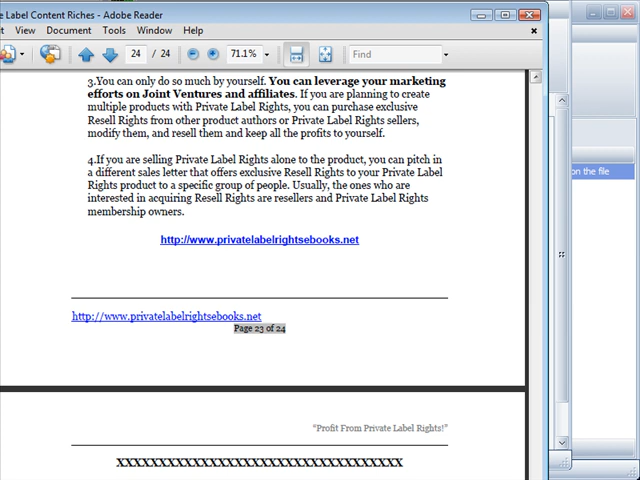 e Label Content Riches - Adobe Reader
t View Document Tools Window Help
24 / 24 71.1% Find
3.You can only do so much by yourself. You can leverage your marketing
efforts on Joint Ventures and affiliates. If you are planning to create
multiple products with Private Label Rights, you can purchase exclusive
Resell Rights from other product authors or Private Label Rights sellers,
modify them, and resell them and keep all the profits to yourself.
4.If you are selling Private Label Rights alone to the product, you can pitch in
a different sales letter that offers exclusive Resell Rights to your Private Label
Rights product to a specific group of people. Usually, the ones who are
interested in acquiring Resell Rights are resellers and Private Label Rights
membership owners.
on the file
http://www.privatelabelrightsebooks.net
http://www.privatelabelrightsebooks.net
Page 23 of 24
“Profit From Private Label Rights!”
XXXXXXXXXXXXXXXXXXXXXXXXXXXXXXXXXX